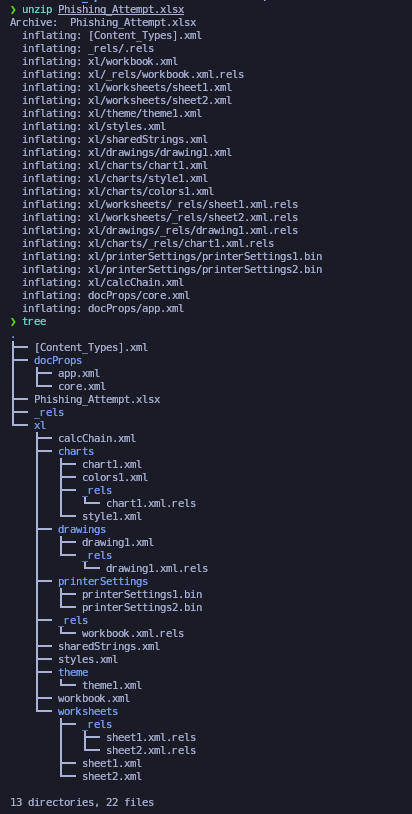 ❯ unzip Phishing_Attempt.xlsx
Archive:  Phishing_Attempt.xlsx
  inflating: [Content_Types].xml
  inflating: _rels/.rels
  inflating: xl/workbook.xml
  inflating: xl/_rels/workbook.xml.rels
  inflating: xl/worksheets/sheet1.xml
  inflating: xl/worksheets/sheet2.xml
  inflating: xl/theme/theme1.xml
  inflating: xl/styles.xml
  inflating: xl/sharedStrings.xml
  inflating: xl/drawings/drawing1.xml
  inflating: xl/charts/chart1.xml
  inflating: xl/charts/style1.xml
  inflating: xl/charts/colors1.xml
  inflating: xl/worksheets/_rels/sheet1.xml.rels
  inflating: xl/worksheets/_rels/sheet2.xml.rels
  inflating: xl/drawings/_rels/drawing1.xml.rels
  inflating: xl/charts/_rels/chart1.xml.rels
  inflating: xl/printerSettings/printerSettings1.bin
  inflating: xl/printerSettings/printerSettings2.bin
  inflating: xl/calcChain.xml
  inflating: docProps/core.xml
  inflating: docProps/app.xml
❯ tree
.
├── [Content_Types].xml
├── docProps
│   ├── app.xml
│   └── core.xml
├── Phishing_Attempt.xlsx
├── _rels
└── xl
    ├── calcChain.xml
    ├── charts
    │   ├── chart1.xml
    │   ├── colors1.xml
    │   ├── _rels
    │   │   └── chart1.xml.rels
    │   └── style1.xml
    ├── drawings
    │   ├── drawing1.xml
    │   └── _rels
    │       └── drawing1.xml.rels
    ├── printerSettings
    │   ├── printerSettings1.bin
    │   └── printerSettings2.bin
    ├── _rels
    │   └── workbook.xml.rels
    ├── sharedStrings.xml
    ├── styles.xml
    ├── theme
    │   └── theme1.xml
    ├── workbook.xml
    └── worksheets
        ├── _rels
        │   ├── sheet1.xml.rels
        │   └── sheet2.xml.rels
        ├── sheet1.xml
        └── sheet2.xml

13 directories, 22 files